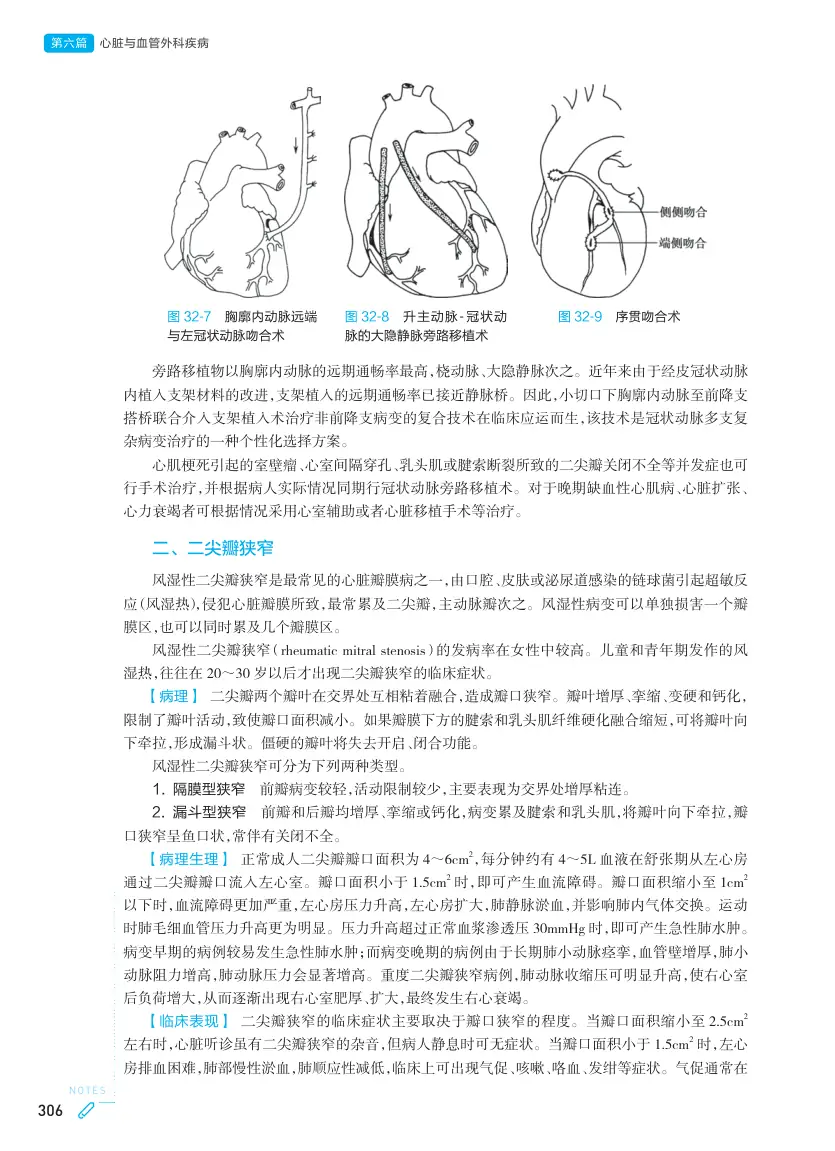 第六篇 心脏与血管外科疾病
侧侧吻合
端侧吻合
图 32-7 胸廓内动脉远端
与左冠状动脉吻合术
图 32-8 升主动脉-冠状动
脉的大隐静脉旁路移植术
图 32-9 序贯吻合术
旁路移植物以胸廓内动脉的远期通畅率最高,桡动脉、大隐静脉次之。近年来由于经皮冠状动脉
内植入支架材料的改进,支架植入的远期通畅率已接近静脉桥。因此,小切口下胸廓内动脉至前降支
搭桥联合介入支架植入术治疗非前降支病变的复合技术在临床应运而生,该技术是冠状动脉多支复
杂病变治疗的一种个性化选择方案。
心肌梗死引起的室壁瘤、心室间隔穿孔、乳头肌或腱索断裂所致的二尖瓣关闭不全等并发症也可
行手术治疗,并根据病人实际情况同期行冠状动脉旁路移植术。对于晚期缺血性心肌病、心脏扩张、
心力衰竭者可根据情况采用心室辅助或者心脏移植手术等治疗。
二、二尖瓣狭窄
风湿性二尖瓣狭窄是最常见的心脏瓣膜病之一,由口腔、皮肤或泌尿道感染的链球菌引起超敏反
应(风湿热),侵犯心脏瓣膜所致,最常累及二尖瓣,主动脉瓣次之。风湿性病变可以单独损害一个瓣
膜区,也可以同时累及几个瓣膜区。
风湿性二尖瓣狭窄(rheumatic mitral stenosis)的发病率在女性中较高。儿童和青年期发作的风
湿热,往往在 20～30 岁以后才出现二尖瓣狭窄的临床症状。
【病理】 二尖瓣两个瓣叶在交界处互相粘着融合,造成瓣口狭窄。瓣叶增厚、挛缩、变硬和钙化,
限制了瓣叶活动,致使瓣口面积减小。如果瓣膜下方的腱索和乳头肌纤维硬化融合缩短,可将瓣叶向
下牵拉,形成漏斗状。僵硬的瓣叶将失去开启、闭合功能。
风湿性二尖瓣狭窄可分为下列两种类型。
1. 隔膜型狭窄 前瓣病变较轻,活动限制较少,主要表现为交界处增厚粘连。
2. 漏斗型狭窄 前瓣和后瓣均增厚、挛缩或钙化,病变累及腱索和乳头肌,将瓣叶向下牵拉,瓣
口狭窄呈鱼口状,常伴有关闭不全。
【病理生理】 正常成人二尖瓣瓣口面积为 4～6cm²,每分钟约有 4～5L 血液在舒张期从左心房
通过二尖瓣瓣口流入左心室。瓣口面积小于 1.5cm² 时,即可产生血流障碍。瓣口面积缩小至 1cm²
以下时,血流障碍更加严重,左心房压力升高,左心房扩大,肺静脉淤血,并影响肺内气体交换。运动
时肺毛细血管压力升高更为明显。压力升高超过正常血浆渗透压 30mmHg 时,即可产生急性肺水肿。
病变早期的病例较易发生急性肺水肿;而病变晚期的病例由于长期肺小动脉痉挛,血管壁增厚,肺小
动脉阻力增高,肺动脉压力会显著增高。重度二尖瓣狭窄病例,肺动脉收缩压可明显升高,使右心室
后负荷增大,从而逐渐出现右心室肥厚、扩大,最终发生右心衰竭。
【临床表现】 二尖瓣狭窄的临床症状主要取决于瓣口狭窄的程度。当瓣口面积缩小至 2.5cm²
左右时,心脏听诊虽有二尖瓣狭窄的杂音,但病人静息时可无症状。当瓣口面积小于 1.5cm² 时,左心
房排血困难,肺部慢性淤血,肺顺应性减低,临床上可出现气促、咳嗽、咯血、发绀等症状。气促通常在
NOTES
306